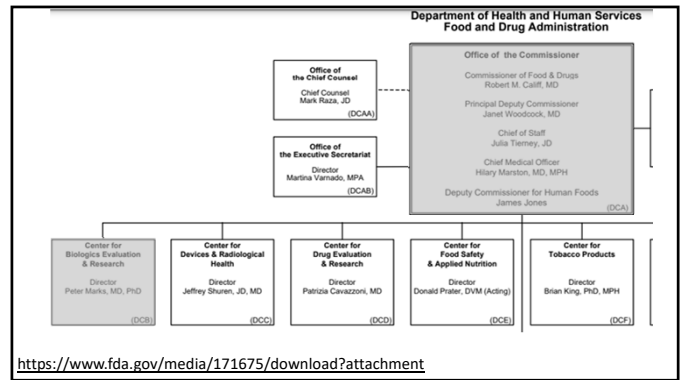 Department of Health and Human Services
Food and Drug Administration
Office of
the Chief Counsel
Chief Counsel
Mark Raza, JD
(DCAA)
Office of the Commissioner
Commissioner of Food & Drugs
Robert M. Califf, MD
Principal Deputy Commissioner
Janet Woodcock, MD
Chief of Staff
Julia Tierney, JD
Chief Medical Officer
Hilary Marston, MD, MPH
Deputy Commissioner for Human Foods
James Jones
(DCA)
Office of
the Executive Secretariat
Director
Martina Varnado, MPA
(DCAB)
Center for
Biologics Evaluation
& Research
Director
Peter Marks, MD, PhD
(DCB)
Center for
Devices & Radiological
Health
Director
Jeffrey Shuren, JD, MD
(DCC)
Center for
Drug Evaluation
& Research
Director
Patrizia Cavazzoni, MD
(DCD)
Center for
Food Safety
& Applied Nutrition
Director
Donald Prater, DVM (Acting)
(DCE)
Center for
Tobacco Products
Director
Brian King, PhD, MPH
(DCF)
https://www.fda.gov/media/171675/download?attachment